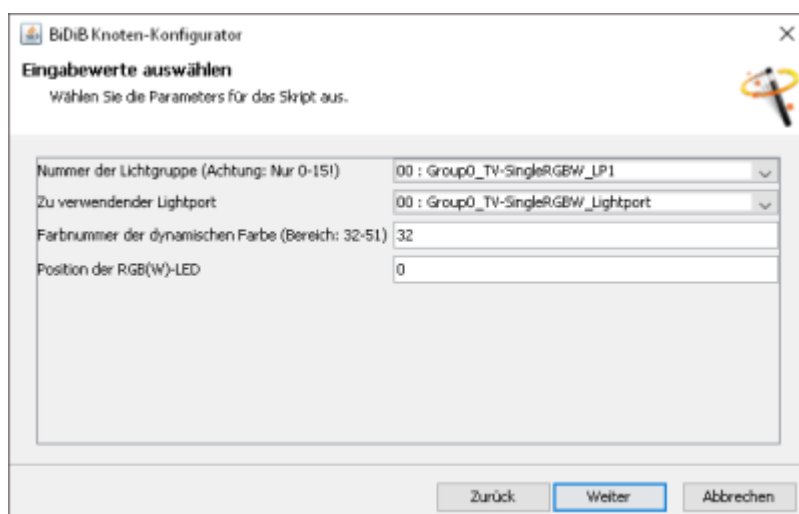 BiDiB Knoten-Konfigurator
Eingabewerte auswählen
Wählen Sie die Parameters für das Skript aus.
Nummer der Lichtgruppe (Achtung: Nur 0-15!) 00 : Group0_TV-SingleRGBW_LP1
Zu verwendender Lightport 00 : Group0_TV-SingleRGBW_Lightport
Farbnummer der dynamischen Farbe (Bereich: 32-51) 32
Position der RGB(W)-LED 0
Zurück Weiter Abbrechen